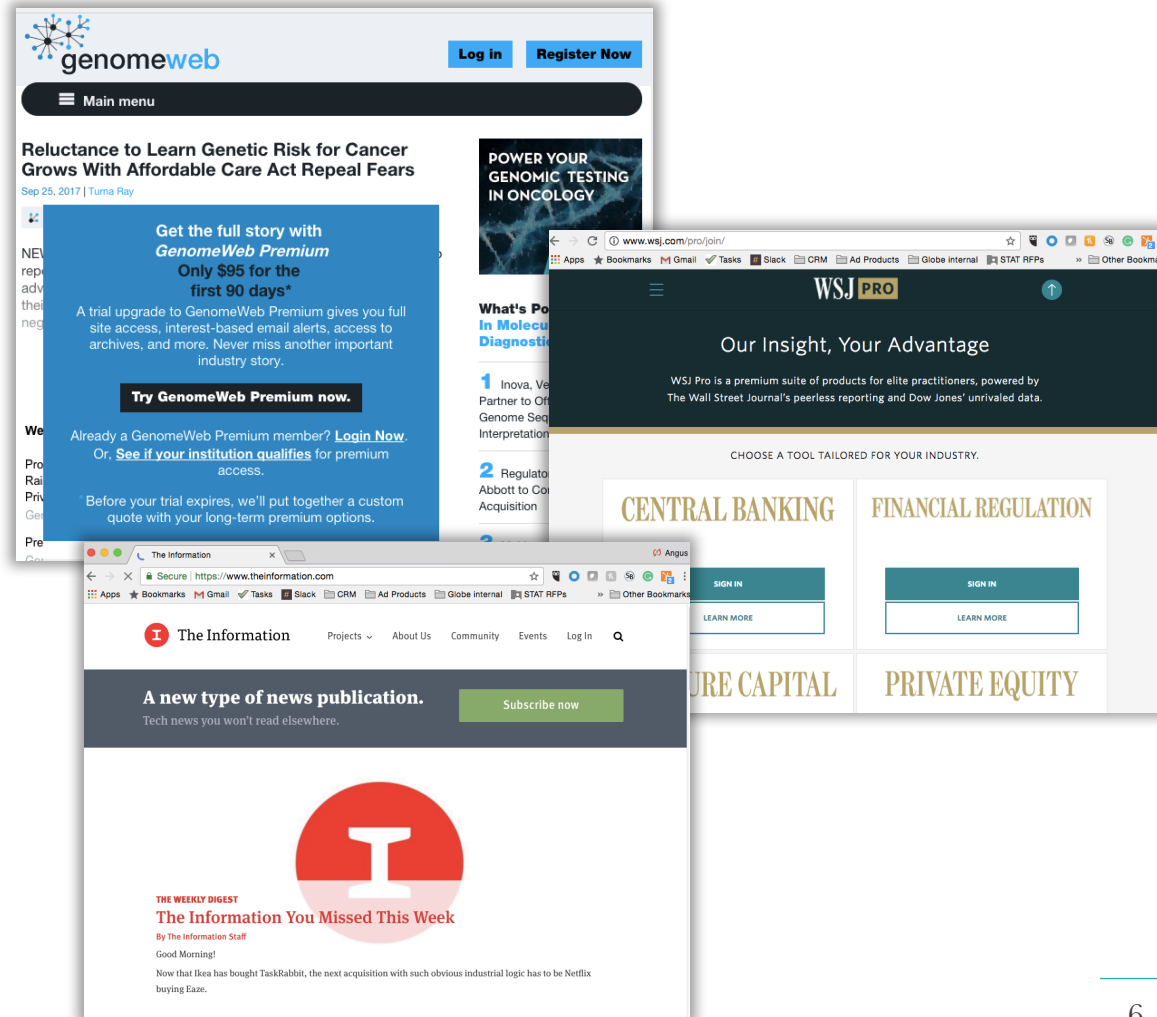 genomeweb
Log in
Register Now
Main menu
Reluctance to Learn Genetic Risk for Cancer
Grows With Affordable Care Act Repeal Fears
Sep 25, 2017 | Turna Ray
POWER YOUR
GENOMIC TESTING
IN ONCOLOGY
Get the full story with
GenomeWeb Premium
Only $95 for the
first 90 days*
A trial upgrade to GenomeWeb Premium gives you full
site access, interest-based email alerts, access to
archives, and more. Never miss another important
industry story.
Try GenomeWeb Premium now.
Already a GenomeWeb Premium member? Login Now.
Or, See if your institution qualifies for premium
access.
*Before your trial expires, we'll put together a custom
quote with your long-term premium options.
What's Po
In Molecu
Diagnosti
1 Inova, Ve
Partner to Of
Genome Seq
Interpretation
2 Regulato
Abbott to Co
Acquisition
We
Pro
Rai
Priv
Pre
www.wsj.com/pro/join/
Apps Bookmarks Gmail Tasks Slack CRM Ad Products Globe internal STAT RFPs » Other Bookma
WSJ PRO
Our Insight, Your Advantage
WSJ Pro is a premium suite of products for elite practitioners, powered by
The Wall Street Journal's peerless reporting and Dow Jones' unrivaled data.
CHOOSE A TOOL TAILORED FOR YOUR INDUSTRY.
CENTRAL BANKING
FINANCIAL REGULATION
SIGN IN
SIGN IN
LEARN MORE
LEARN MORE
URE CAPITAL
PRIVATE EQUITY
The Information
Angus
Secure | https://www.theinformation.com
Apps Bookmarks Gmail Tasks Slack CRM Ad Products Globe internal STAT RFPs » Other Bookmarks
The Information Projects About Us Community Events Log In
A new type of news publication.
Tech news you won't read elsewhere.
Subscribe now
THE WEEKLY DIGEST
The Information You Missed This Week
By The Information Staff
Good Morning!
Now that Ikea has bought TaskRabbit, the next acquisition with such obvious industrial logic has to be Netflix
buying Eaze.
6